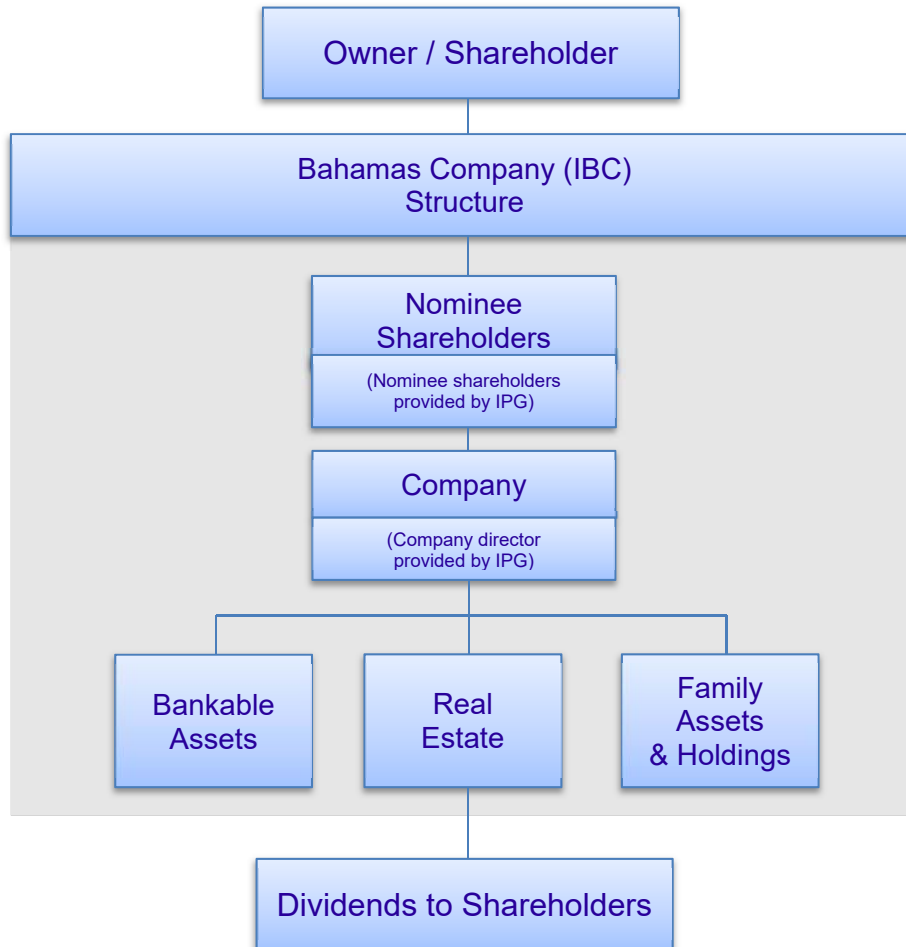 Owner / Shareholder
Bahamas Company (IBC)
Structure
Nominee
Shareholders
(Nominee shareholders
provided by IPG)
Company
(Company director
provided by IPG)
Bankable
Assets
Real
Estate
Family
Assets
& Holdings
Dividends to Shareholders